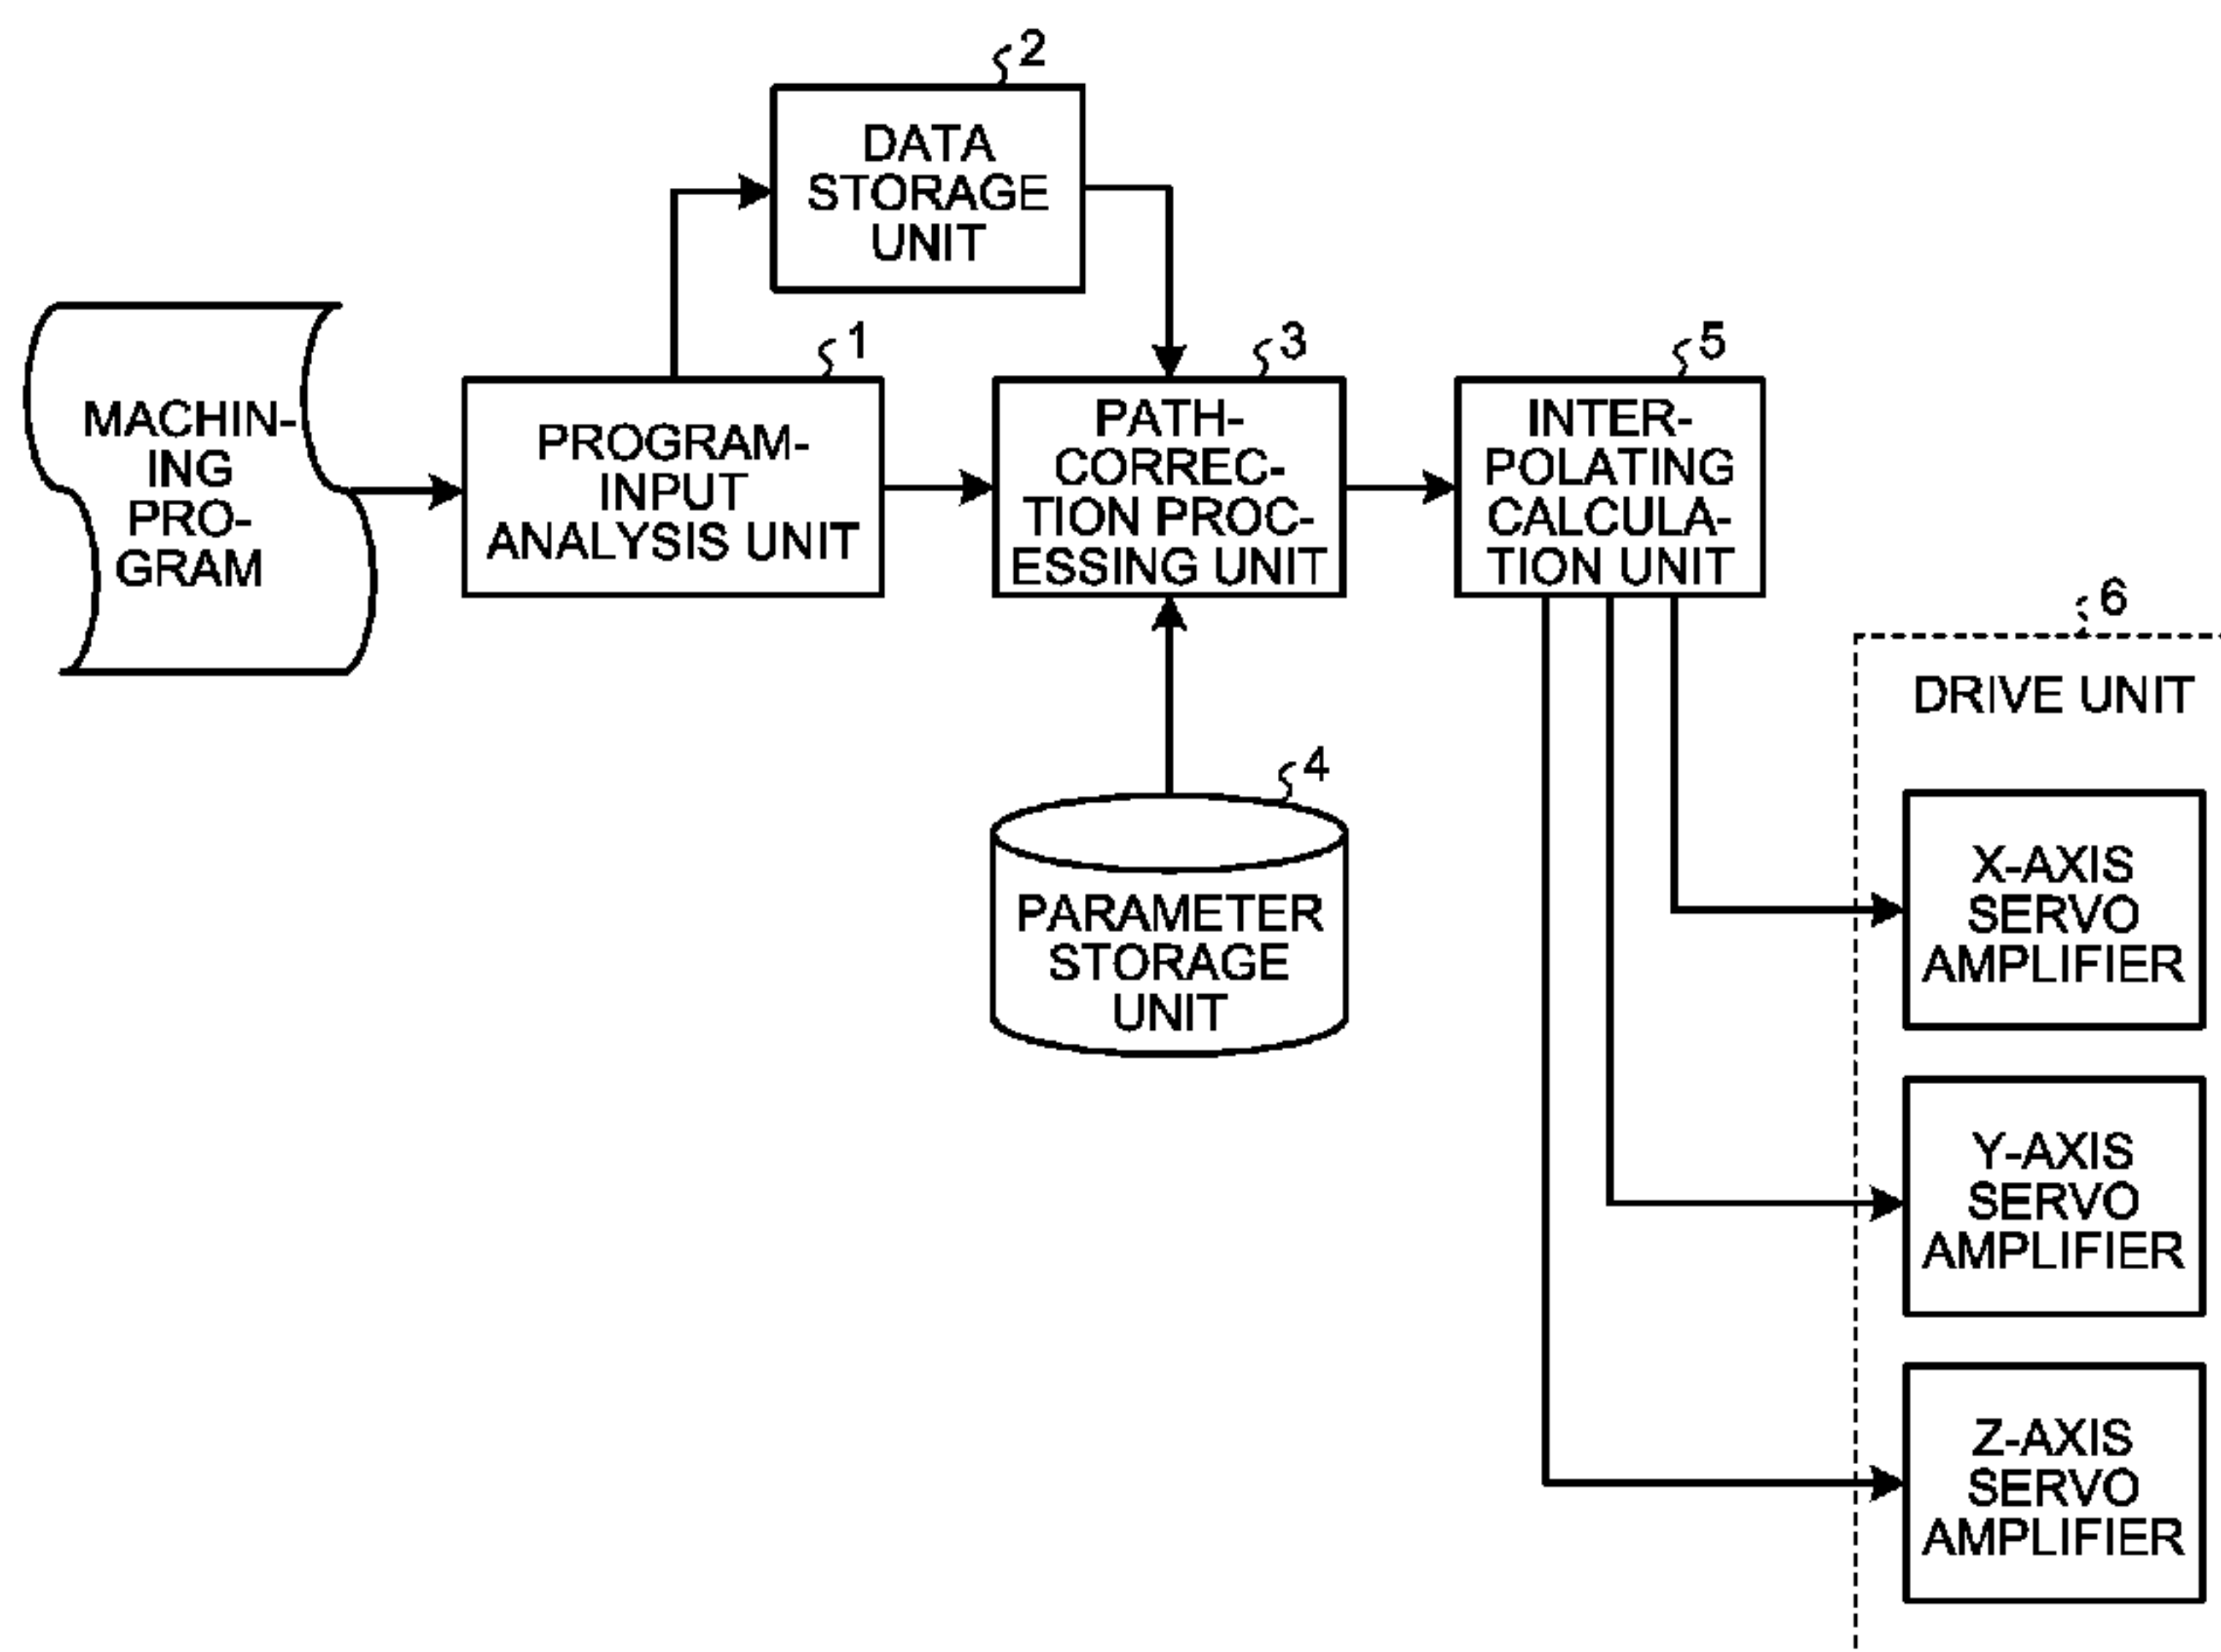 2
DATA
STORAGE
UNIT
MACHIN-
ING
PRO-
GRAM
1
PROGRAM-
INPUT
ANALYSIS UNIT
3
PATH-
CORREC-
TION PROC-
ESSING UNIT
5
INTER-
POLATING
CALCULA-
TION UNIT
4
PARAMETER
STORAGE
UNIT
6
DRIVE UNIT
X-AXIS
SERVO
AMPLIFIER
Y-AXIS
SERVO
AMPLIFIER
Z-AXIS
SERVO
AMPLIFIER